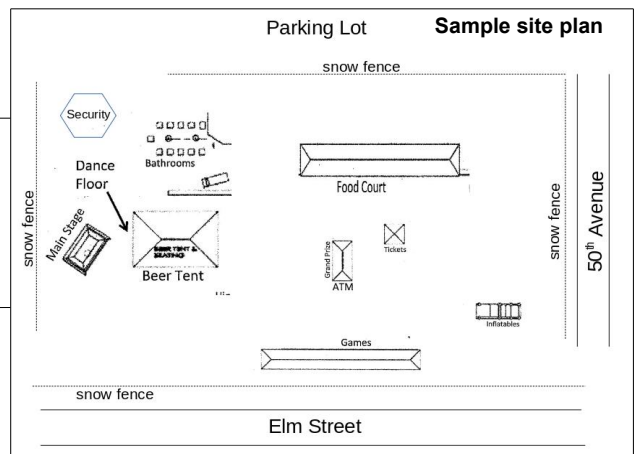 Parking Lot
Sample site plan
snow fence
Security
Bathrooms
Dance
Floor
Food Court
snow fence
Main Stage
BEER TENT &
SEATING
Beer Tent
Tickets
Grand Prize
ATM
snow fence
50th Avenue
Inflatables
Games
snow fence
Elm Street